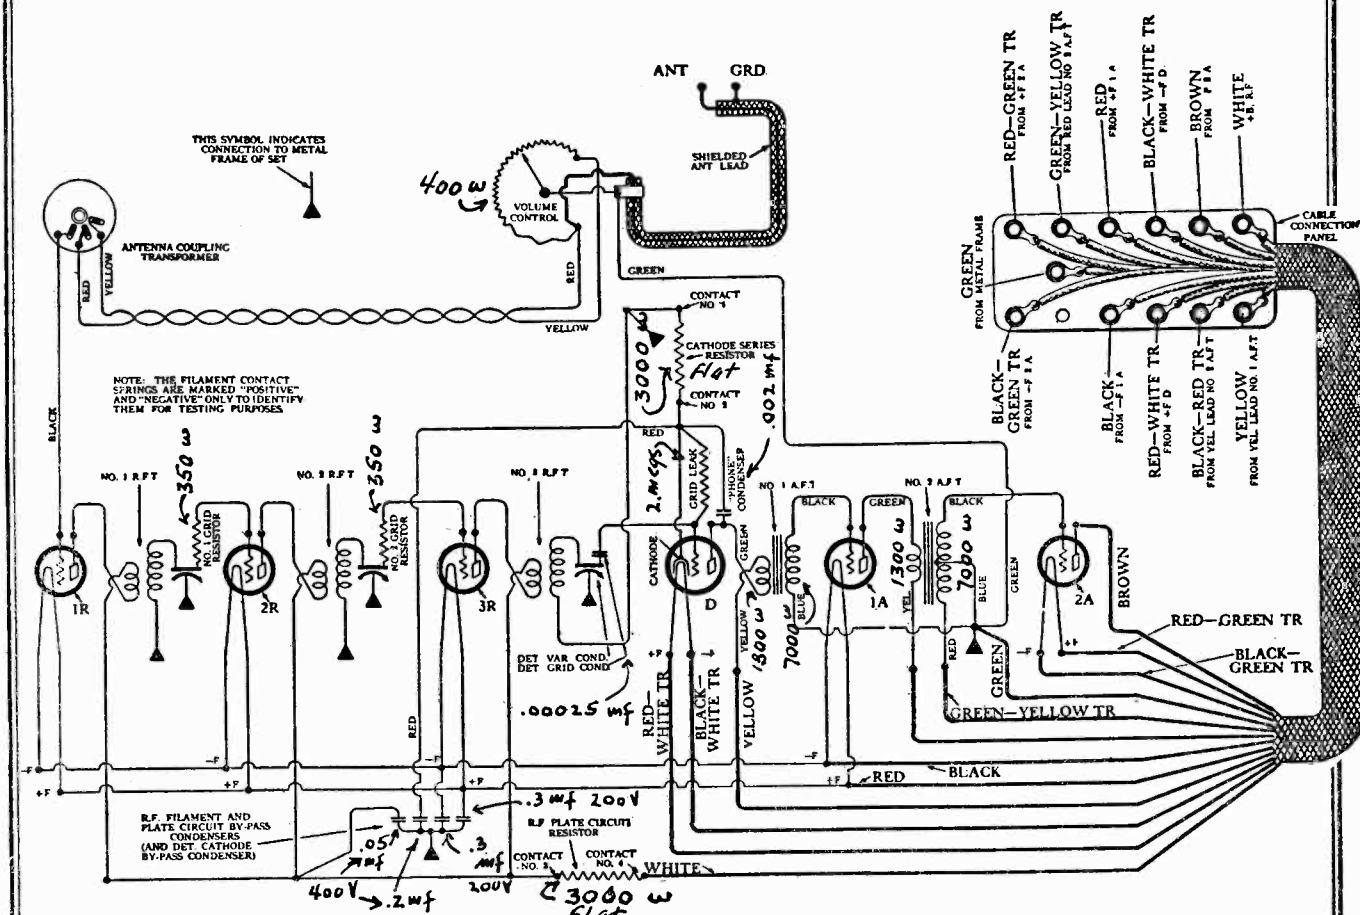 ANT GRD.
THIS SYMBOL INDICATES
CONNECTION TO METAL
FRAME OF SET
SHIELDED
ANT LEAD
400 ω
VOLUME
CONTROL
ANTENNA COUPLING
TRANSFORMER
RED
YELLOW
RED
YELLOW
GREEN
BLACK
RED-GREEN TR
FROM +F 2 A
GREEN-YELLOW TR
FROM RED LEAD NO 2 A.F.T
RED
FROM +F 1 A
BLACK-WHITE TR
FROM -F D.
BROWN
FROM P 2 A
WHITE
+B. R.F
CABLE
CONNECTION
PANEL
GREEN
FROM METAL FRAME
BLACK-
GREEN TR
FROM -F 2 A
BLACK
FROM -F 1 A
RED-WHITE TR
FROM +F D
BLACK-RED TR
FROM YEL LEAD NO 2 A.F.T
YELLOW
FROM YEL LEAD NO. 1 A.F.T
NOTE: THE FILAMENT CONTACT
SPRINGS ARE MARKED "POSITIVE"
AND "NEGATIVE" ONLY TO IDENTIFY
THEM FOR TESTING PURPOSES
CONTACT
NO. 1
3000 ω
CATHODE SERIES
RESISTOR
Flat
CONTACT
NO 2
.002 mf
RED
2. megs.
GRID LEAK
"PHONE"
CONDENSER
NO. 1 R.F.T
350 ω
NO. 1 GRID
RESISTOR
NO. 2 R.F.T
350 ω
NO. 2 GRID
RESISTOR
NO. 3 R.F.T
CATHODE
GREEN
NO 1 A.F.T
BLACK
GREEN
NO. 2 A.F.T
BLACK
1R
2R
3R
D
1A
2A
YELLOW
1300 ω
7000 ω
BLUE
1300 ω
YEL.
7000 ω
BLUE
RED
GREEN
GREEN
BROWN
DET VAR COND.
DET GRID COND
.00025 mf
+F
-F
RED-
WHITE TR
BLACK-
WHITE TR
YELLOW
RED-GREEN TR
BLACK-
GREEN TR
GREEN-YELLOW TR
RED
-F
-F
-F
-F
BLACK
+F
+F
+F
+F
RED
R.F. FILAMENT AND
PLATE CIRCUIT BY-PASS
CONDENSERS
(AND DET. CATHODE
BY-PASS CONDENSER)
.3 mf 200V
R.F PLATE CIRCUIT
RESISTOR
.05
mf
.3
mf
200V
400V
.2 mf
CONTACT
NO. 3
CONTACT
NO. 4
WHITE
3000 ω
Flat